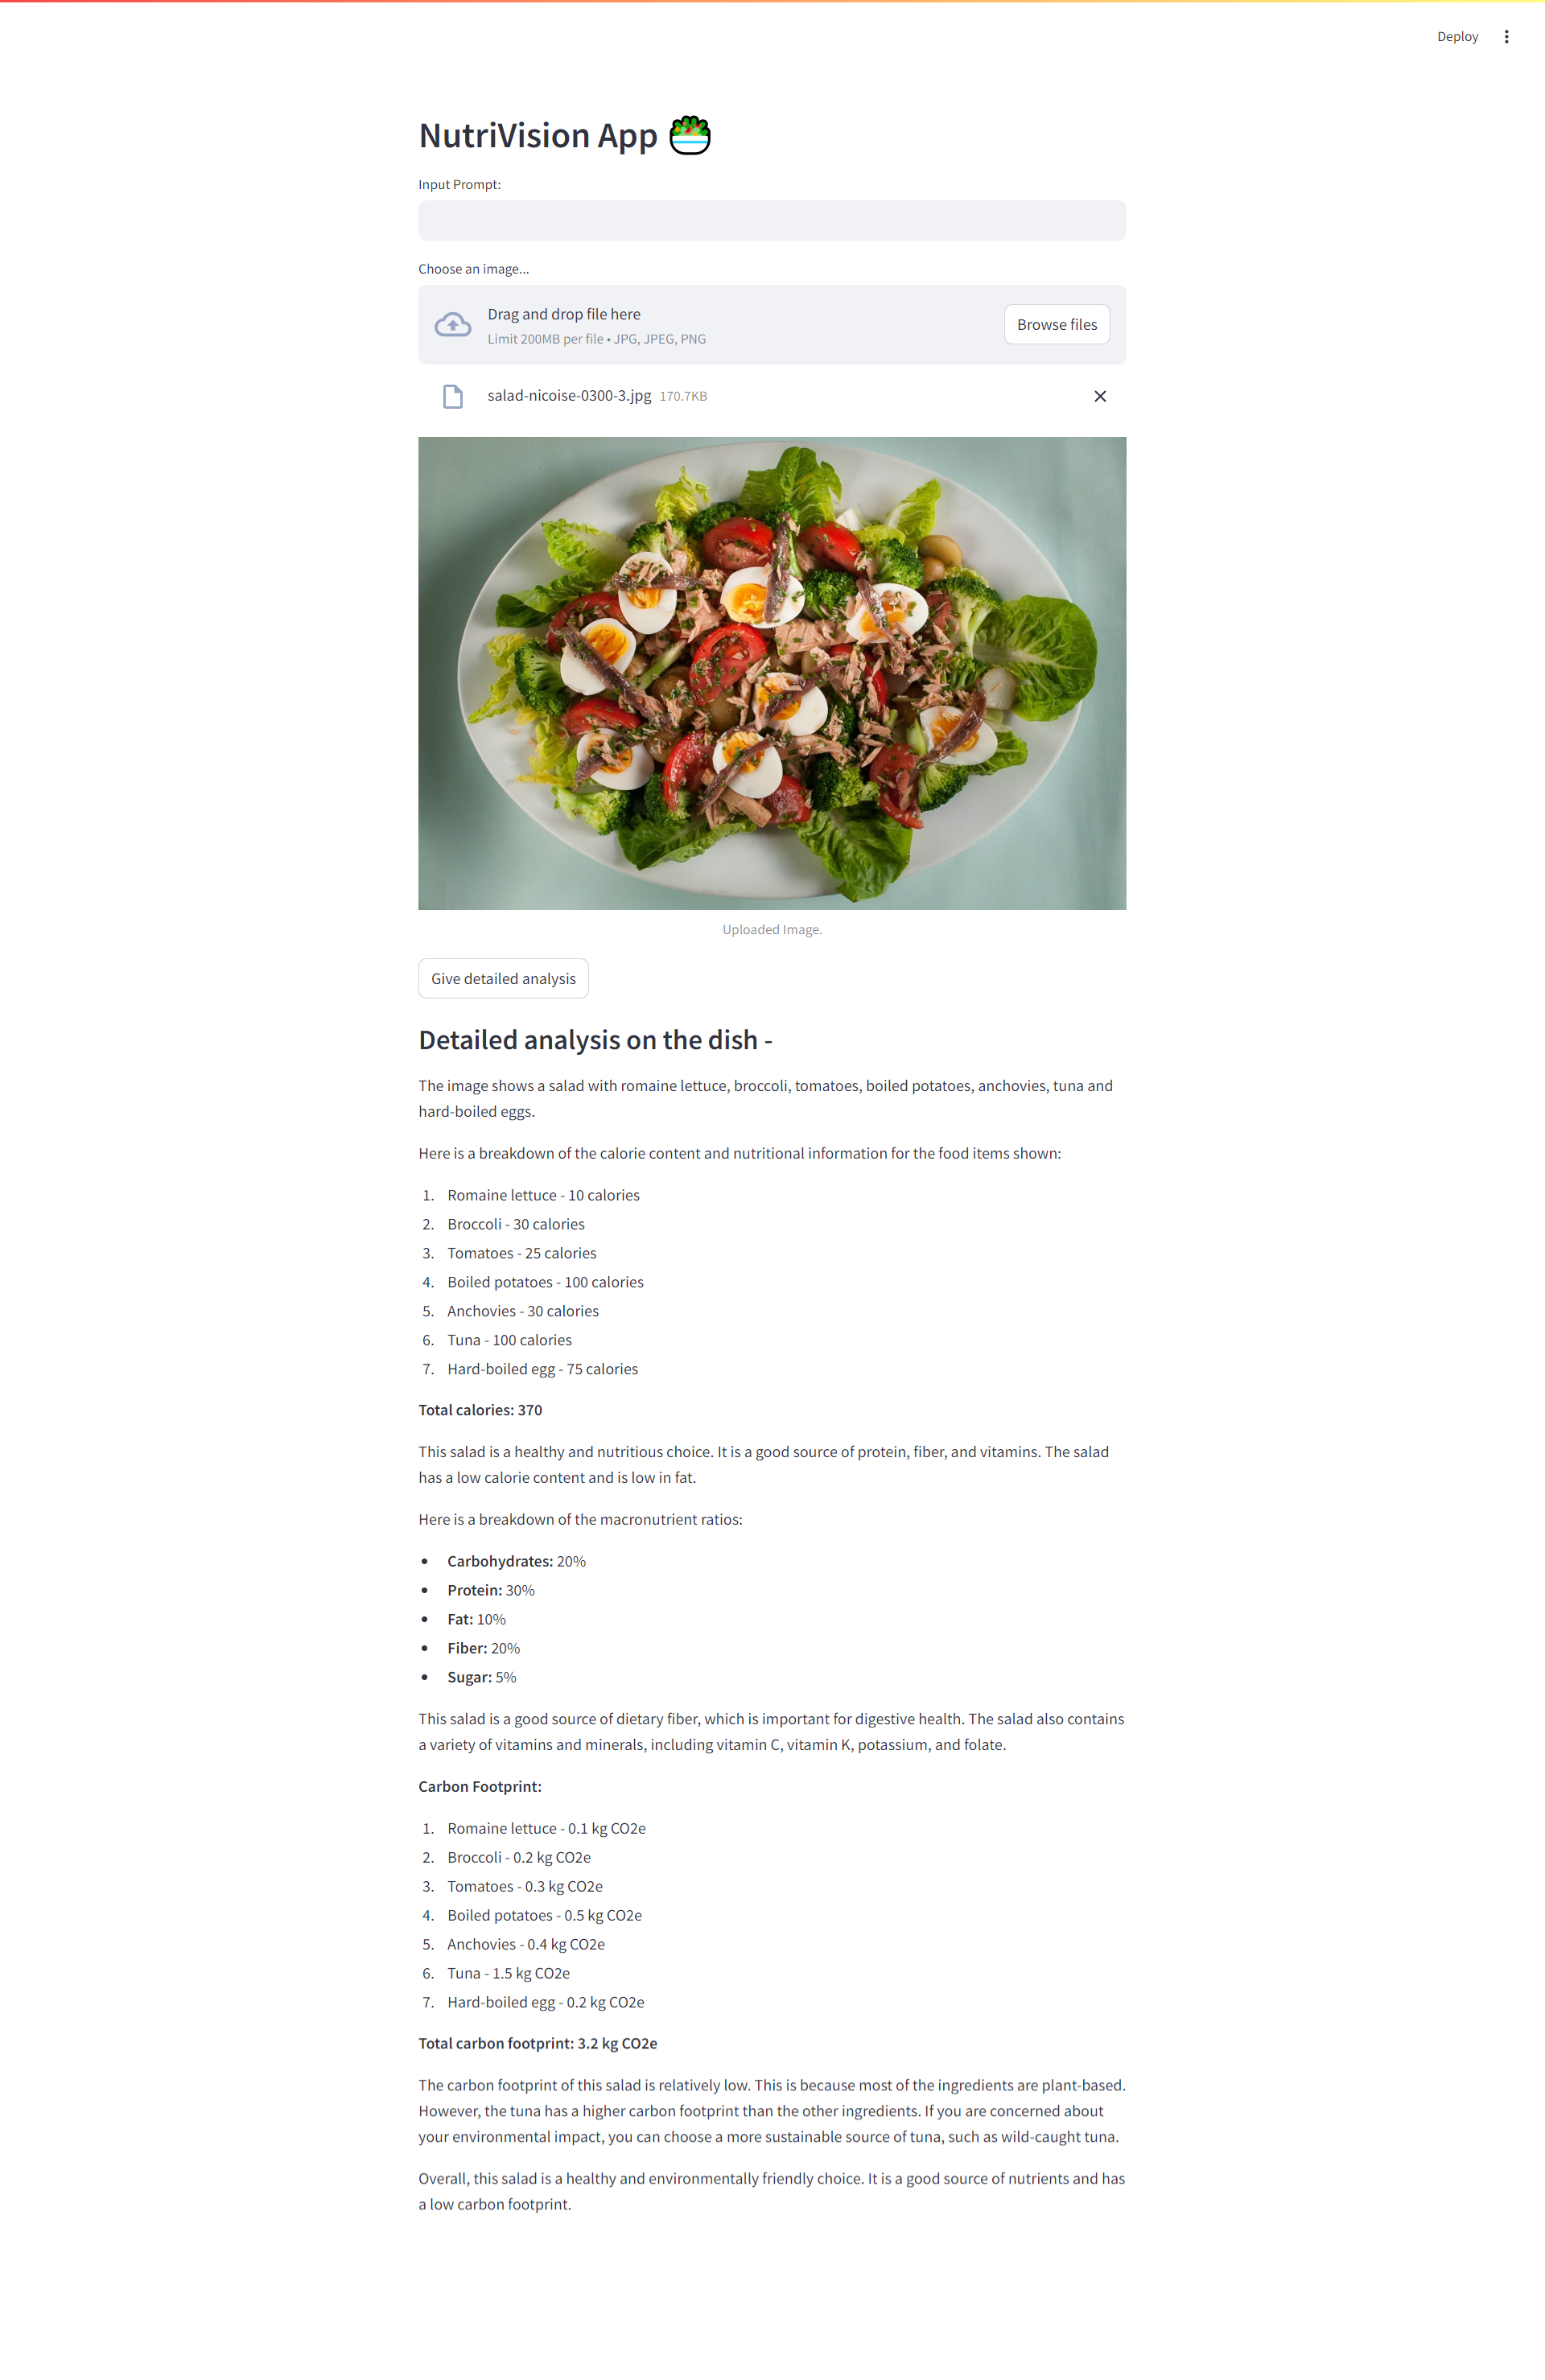 Deploy
NutriVision App
Input Prompt:
Choose an image...
Drag and drop file here
Limit 200MB per file • JPG, JPEG, PNG
Browse files
salad-nicoise-0300-3.jpg 170.7KB
Uploaded Image.
Give detailed analysis
Detailed analysis on the dish -
The image shows a salad with romaine lettuce, broccoli, tomatoes, boiled potatoes, anchovies, tuna and
hard-boiled eggs.
Here is a breakdown of the calorie content and nutritional information for the food items shown:
1. Romaine lettuce - 10 calories
2. Broccoli - 30 calories
3. Tomatoes - 25 calories
4. Boiled potatoes - 100 calories
5. Anchovies - 30 calories
6. Tuna - 100 calories
7. Hard-boiled egg - 75 calories
Total calories: 370
This salad is a healthy and nutritious choice. It is a good source of protein, fiber, and vitamins. The salad
has a low calorie content and is low in fat.
Here is a breakdown of the macronutrient ratios:
• Carbohydrates: 20%
• Protein: 30%
• Fat: 10%
• Fiber: 20%
• Sugar: 5%
This salad is a good source of dietary fiber, which is important for digestive health. The salad also contains
a variety of vitamins and minerals, including vitamin C, vitamin K, potassium, and folate.
Carbon Footprint:
1. Romaine lettuce - 0.1 kg CO2e
2. Broccoli - 0.2 kg CO2e
3. Tomatoes - 0.3 kg CO2e
4. Boiled potatoes - 0.5 kg CO2e
5. Anchovies - 0.4 kg CO2e
6. Tuna - 1.5 kg CO2e
7. Hard-boiled egg - 0.2 kg CO2e
Total carbon footprint: 3.2 kg CO2e
The carbon footprint of this salad is relatively low. This is because most of the ingredients are plant-based.
However, the tuna has a higher carbon footprint than the other ingredients. If you are concerned about
your environmental impact, you can choose a more sustainable source of tuna, such as wild-caught tuna.
Overall, this salad is a healthy and environmentally friendly choice. It is a good source of nutrients and has
a low carbon footprint.